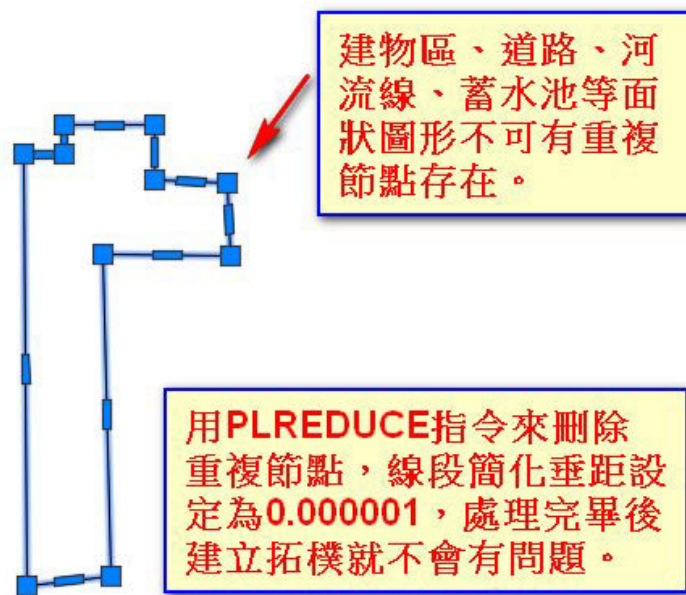 建物區、道路、河
流線、蓄水池等面
狀圖形不可有重複
節點存在。
用PLREDUCE指令來刪除
重複節點，線段簡化垂距設
定為0.000001，處理完畢後
建立拓樸就不會有問題。